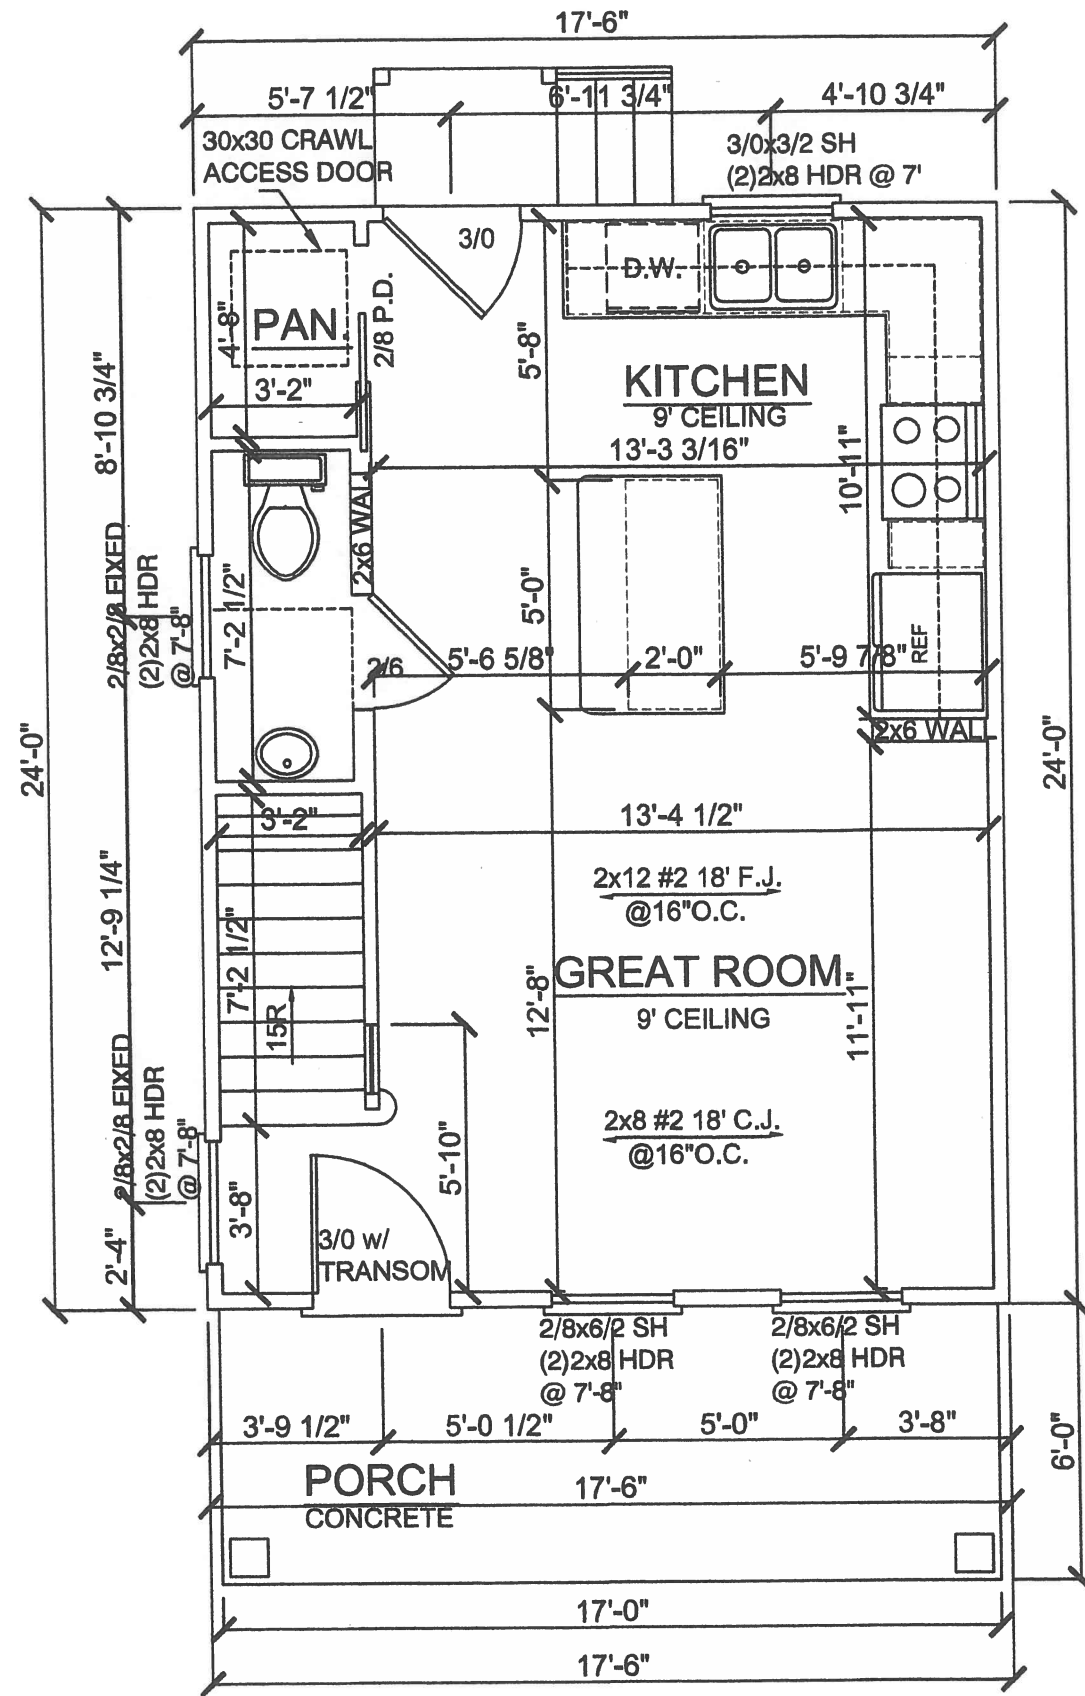 17'-6"
5'-7 1/2"
6'-11 3/4"
4'-10 3/4"
30x30 CRAWL
ACCESS DOOR
3/0x3/2 SH
(2)2x8 HDR @ 7'
3/0
D.W.
2/8 P.D.
4'-8"
PAN.
3'-2"
5'-8"
KITCHEN
9' CEILING
13'-3 3/16"
10'-11"
8'-10 3/4"
2x6 WAL
2/8x2/8 FIXED
(2)2x8 HDR
@ 7'-8"
7'-2 1/2"
5'-0"
2/6
5'-6 5/8"
2'-0"
5'-9 7/8"
REF
2x6 WALL
24'-0"
24'-0"
3'-2"
13'-4 1/2"
2x12 #2 18' F.J.
@16"O.C.
12'-9 1/4"
7'-2 1/2"
15R
12'-8"
GREAT ROOM
9' CEILING
11'-11"
2x8 #2 18' C.J.
@16"O.C.
2/8x2/8 FIXED
(2)2x8 HDR
@ 7'-8"
5'-10"
3'-8"
2'-4"
3/0 w/
TRANSOM
2/8x6/2 SH
(2)2x8 HDR
@ 7'-8"
2/8x6/2 SH
(2)2x8 HDR
@ 7'-8"
3'-9 1/2"
5'-0 1/2"
5'-0"
3'-8"
6'-0"
PORCH
CONCRETE
17'-6"
17'-0"
17'-6"